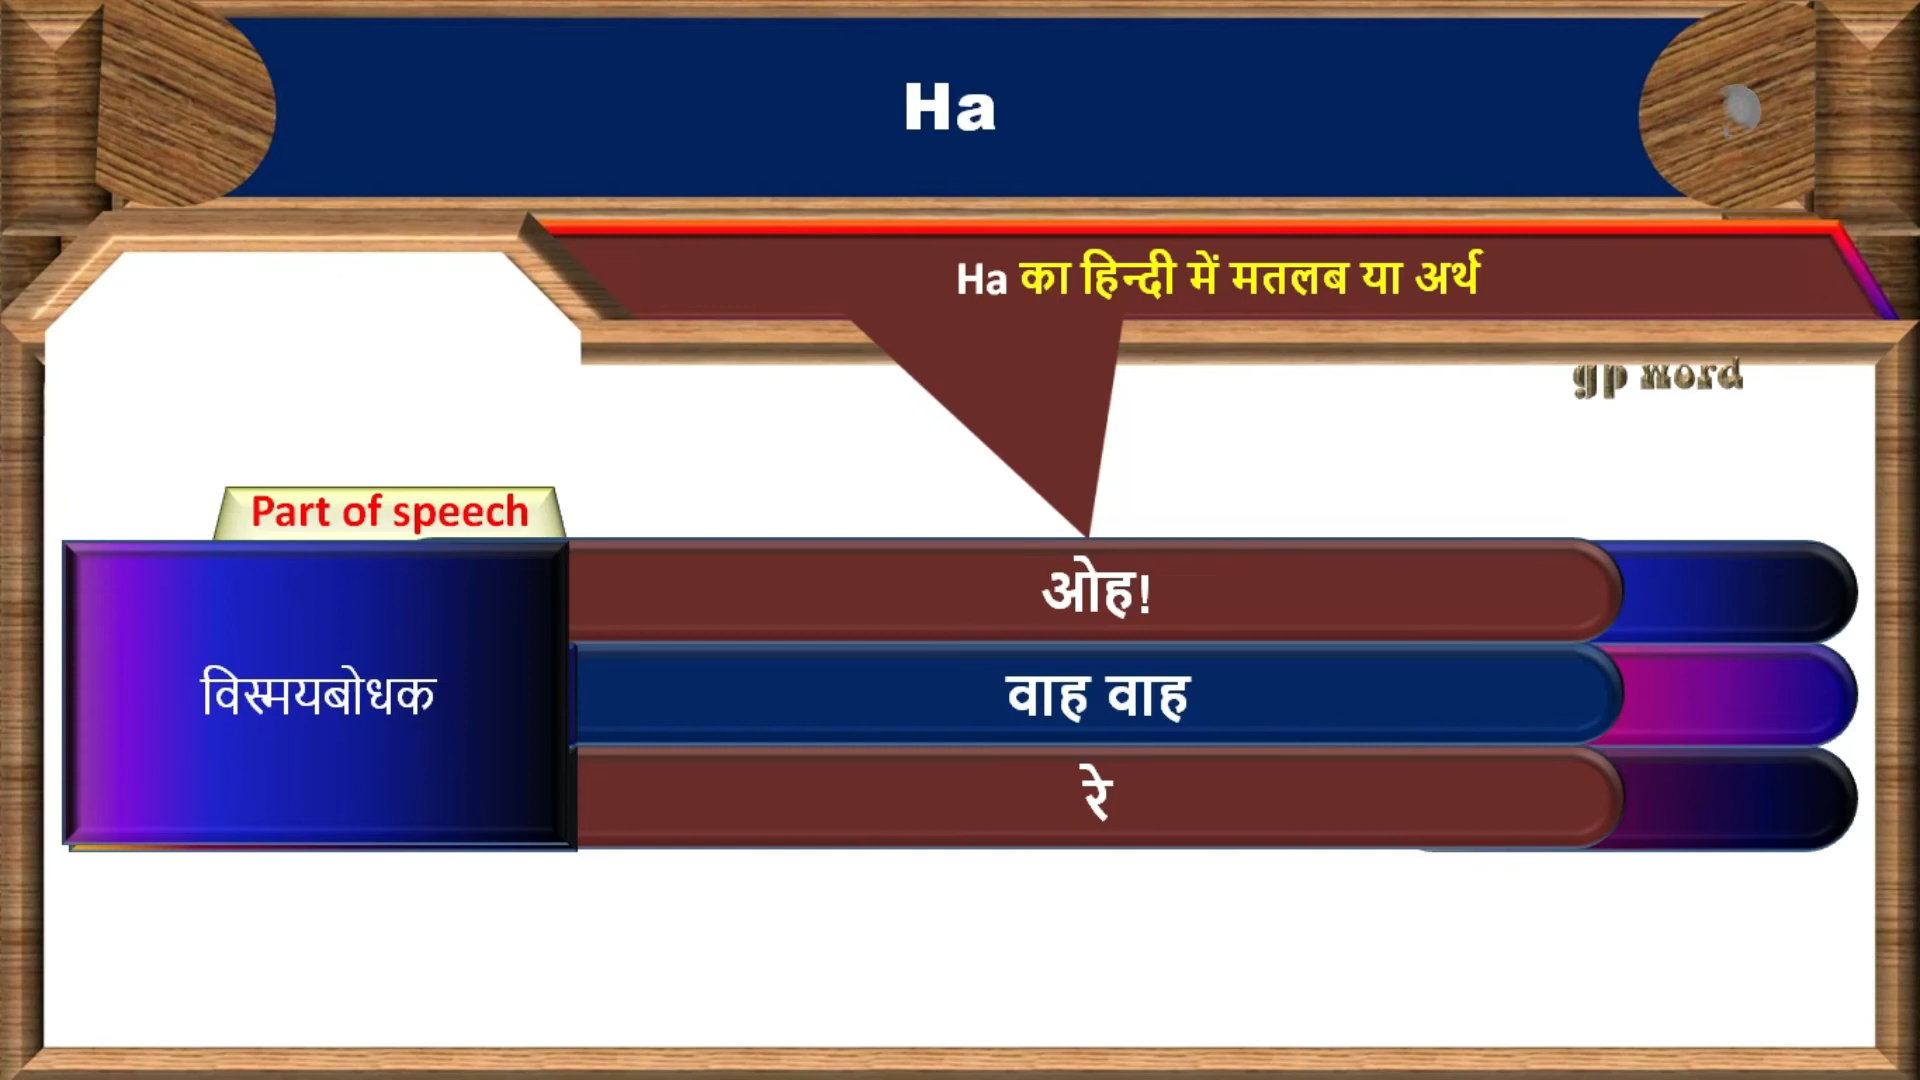 Ha
Ha का हिन्दी में मतलब या अर्थ
gp word
Part of speech
विस्मयबोधक
ओह!
वाह वाह
रे